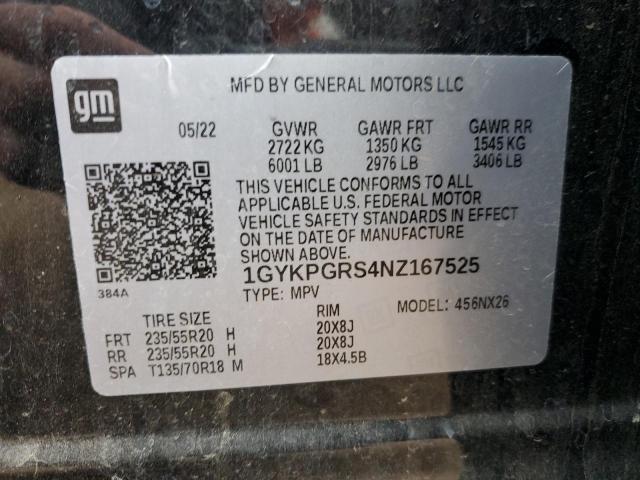 gm
MFD BY GENERAL MOTORS LLC
05/22 GVWR GAWR FRT GAWR RR
2722 KG 1350 KG 1545 KG
6001 LB 2976 LB 3406 LB
THIS VEHICLE CONFORMS TO ALL
APPLICABLE U.S. FEDERAL MOTOR
VEHICLE SAFETY STANDARDS IN EFFECT
ON THE DATE OF MANUFACTURE
SHOWN ABOVE.
384A 1GYKPGRS4NZ167525
TYPE: MPV MODEL: 456NX26
TIRE SIZE RIM
FRT 235/55R20 H 20X8J
RR 235/55R20 H 20X8J
SPA T135/70R18 M 18X4.5B